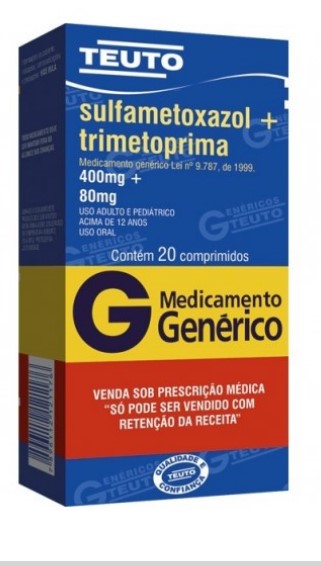 TEUTO
sulfametoxazol +
trimetoprima
Medicamento genérico Lei nº 9.787, de 1999.
400mg +
80mg
USO ADULTO E PEDIÁTRICO
ACIMA DE 12 ANOS
USO ORAL
Contém 20 comprimidos
G Medicamento
Genérico
VENDA SOB PRESCRIÇÃO MÉDICA
"SÓ PODE SER VENDIDO COM
RETENÇÃO DA RECEITA"
QUALIDADE E
TEUTO
CONFIANÇA